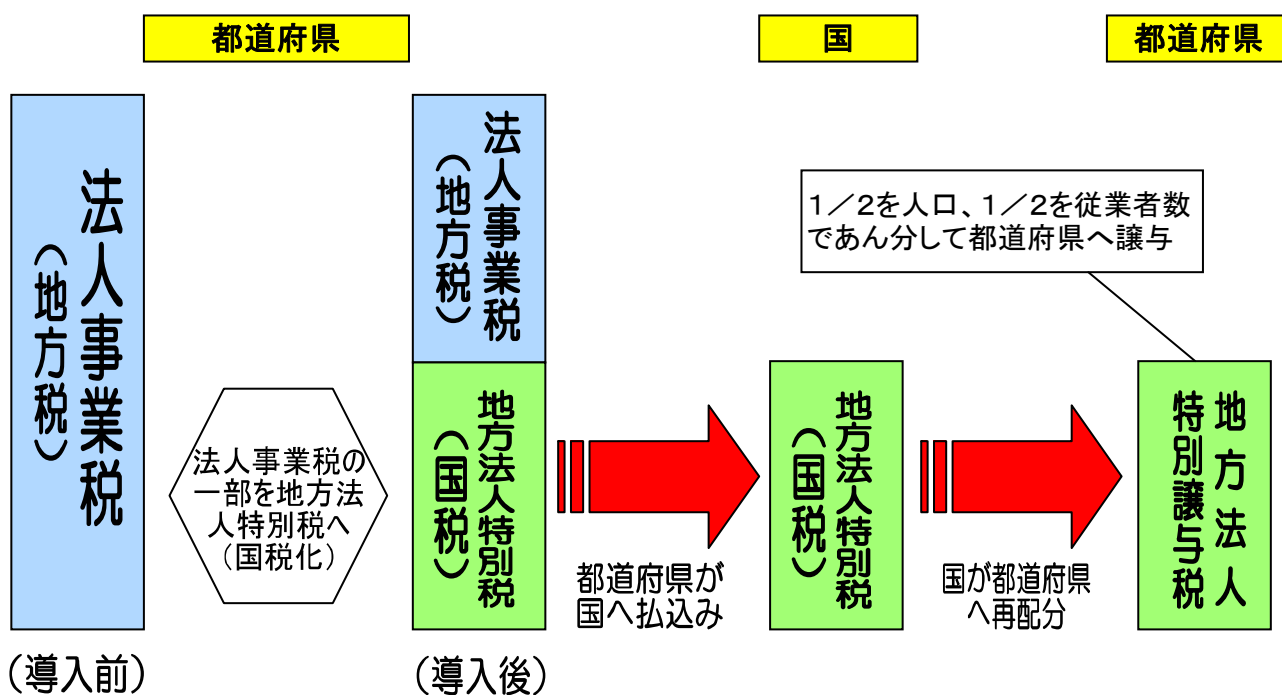 都道府県
国
都道府県
法人事業税
（地方税）
法人事業税
（地方税）
1／2を人口、1／2を従業者数
であん分して都道府県へ譲与
法人事業税の
一部を地方法
人特別税へ
（国税化）
地方法人特別税
（国税）
都道府県が
国へ払込み
地方法人特別税
（国税）
国が都道府県
へ再配分
地方法人
特別譲与税
（導入前）
（導入後）